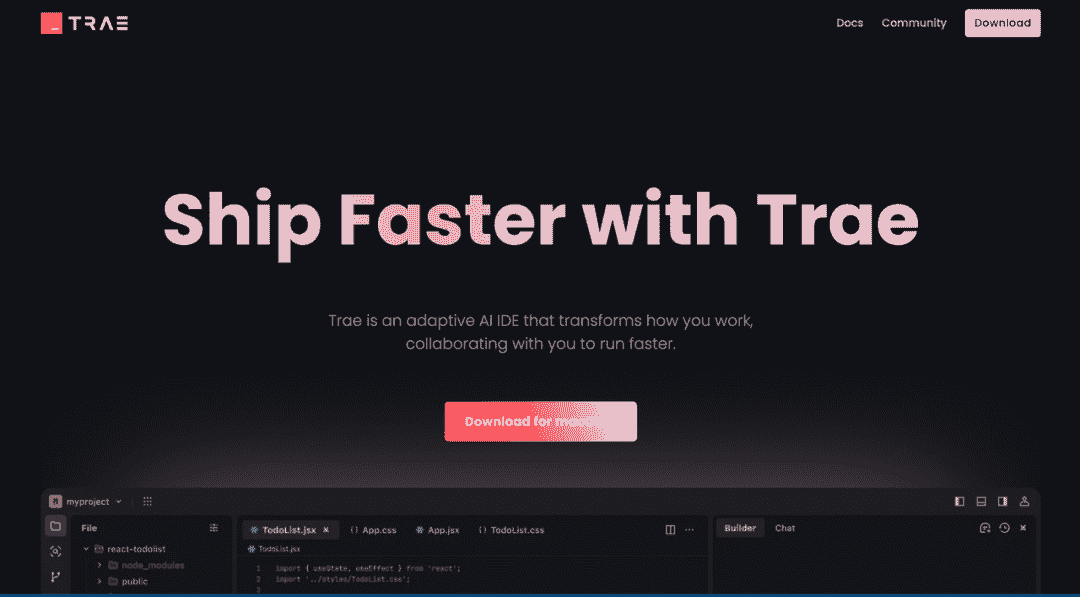 TRAE
Docs
Community
Download
Ship Faster with Trae
Trae is an adaptive AI IDE that transforms how you work,
collaborating with you to run faster.
Download for
myproject
File
TodoList.jsx
App.css
App.jsx
TodoList.css
Builder
Chat
react-todolist
TodoList.jsx
node_modules
public
1 import { useState, useEffect } from 'react';
2 import '../styles/TodoList.css';
3